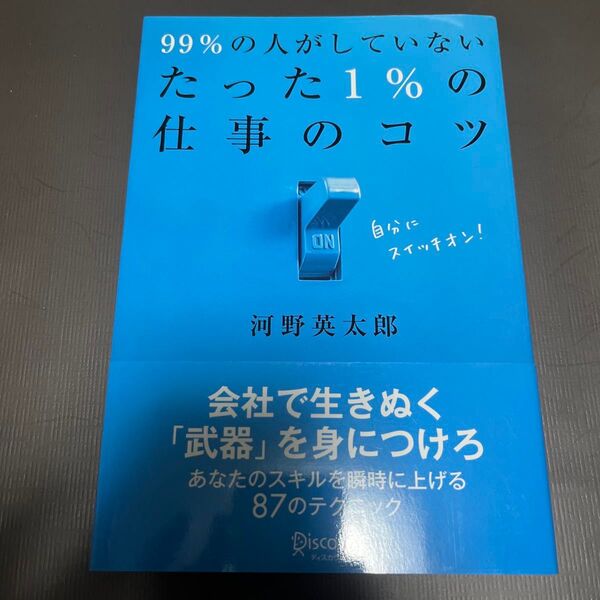 99%の人がしていない
たった1%の
仕事のコツ
ON
自分に
スイッチオン!
河野英太郎
会社で生きぬく
「武器」を身につけろ
あなたのスキルを瞬時に上げる
87のテクニック
Disco
ディスカヴ